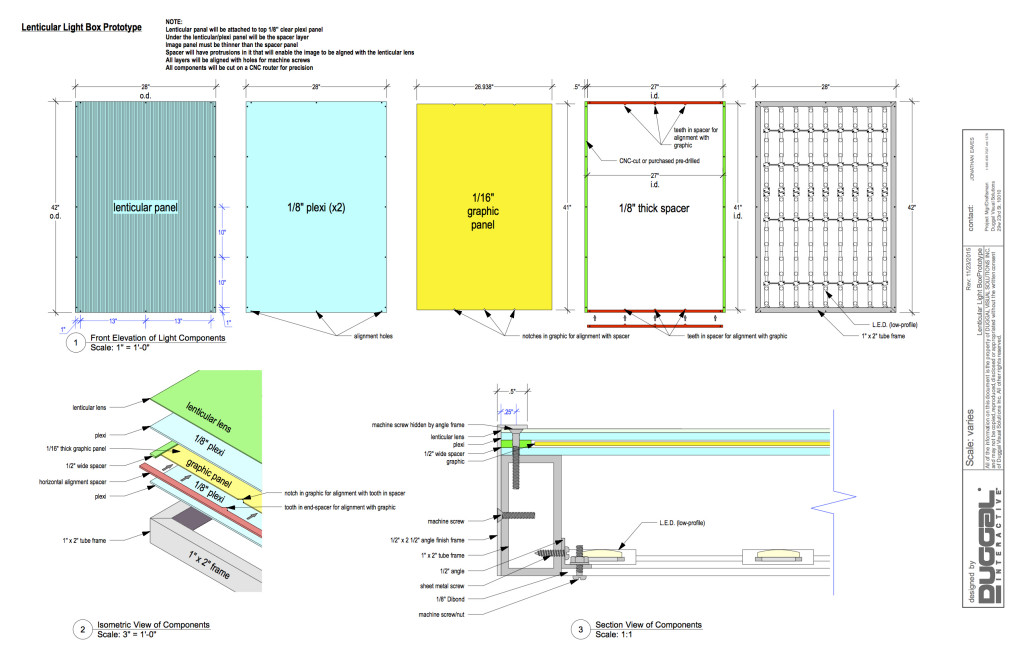 Lenticular Light Box Prototype
NOTE:
Lenticular panel will be attached to top 1/8" clear plexi panel
Under the lenticular/plexi panel will be the spacer layer
Image panel must be thinner than the spacer panel
Spacer will have protrusions in it that will enable the image to be aligned with the lenticular lens
All layers will be aligned with holes for machine screws
All components will be cut on a CNC router for precision
28"
o.d.
28"
26.938"
.5"
27"
i.d.
28"
42"
o.d.
lenticular panel
10"
10"
1"
13"
13"
1"
1/8" plexi (x2)
alignment holes
1/16"
graphic
panel
41"
notches in graphic for alignment with spacer
teeth in spacer for
alignment with
graphic
CNC-cut or purchased pre-drilled
27"
i.d.
1/8" thick spacer
41"
i.d.
teeth in spacer for alignment with graphic
42"
L.E.D. (low-profile)
1" x 2" tube frame
1
Front Elevation of Light Components
Scale: 1" = 1'-0"
lenticular lens
plexi
1/16" thick graphic panel
1/2" wide spacer
horizontal alignment spacer
plexi
1" x 2" tube frame
lenticular lens
1/8" plexi
graphic panel
1/8" plexi
1" x 2" frame
notch in graphic for alignment with tooth in spacer
tooth in end-spacer for alignment with graphic
2
Isometric View of Components
Scale: 3" = 1'-0"
.5"
.25"
machine screw hidden by angle frame
lenticular lens
plexi
1/2" wide spacer
graphic
machine screw
1/2" x 2 1/2" angle finish frame
1" x 2" tube frame
1/2" angle
sheet metal screw
1/8" Dibond
machine screw/nut
L.E.D. (low-profile)
3
Section View of Components
Scale: 1:1
contact:
JONATHAN EAVES
Project Mgr/Draftsman
Duggal Visual Solutions
29w 23rd St. 10010
Rev: 11/23/2015
Lenticular Light BoxPrototype
Scale: varies
All of the information on this document is the property of DUGGAL VISUAL SOLUTIONS INC.
and may not be copied, reproduced, disclosed or appropriated without the written consent
of Duggal Visual Solutions Inc. All other rights reserved.
designed by
DUGGAL
INTERACTIVE